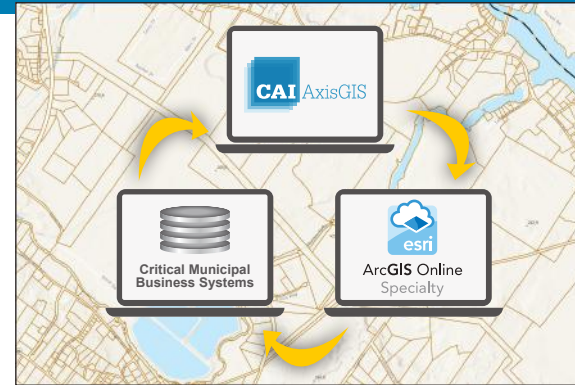 CAI AxisGIS
Critical Municipal
Business Systems
esri
ArcGIS Online
Specialty